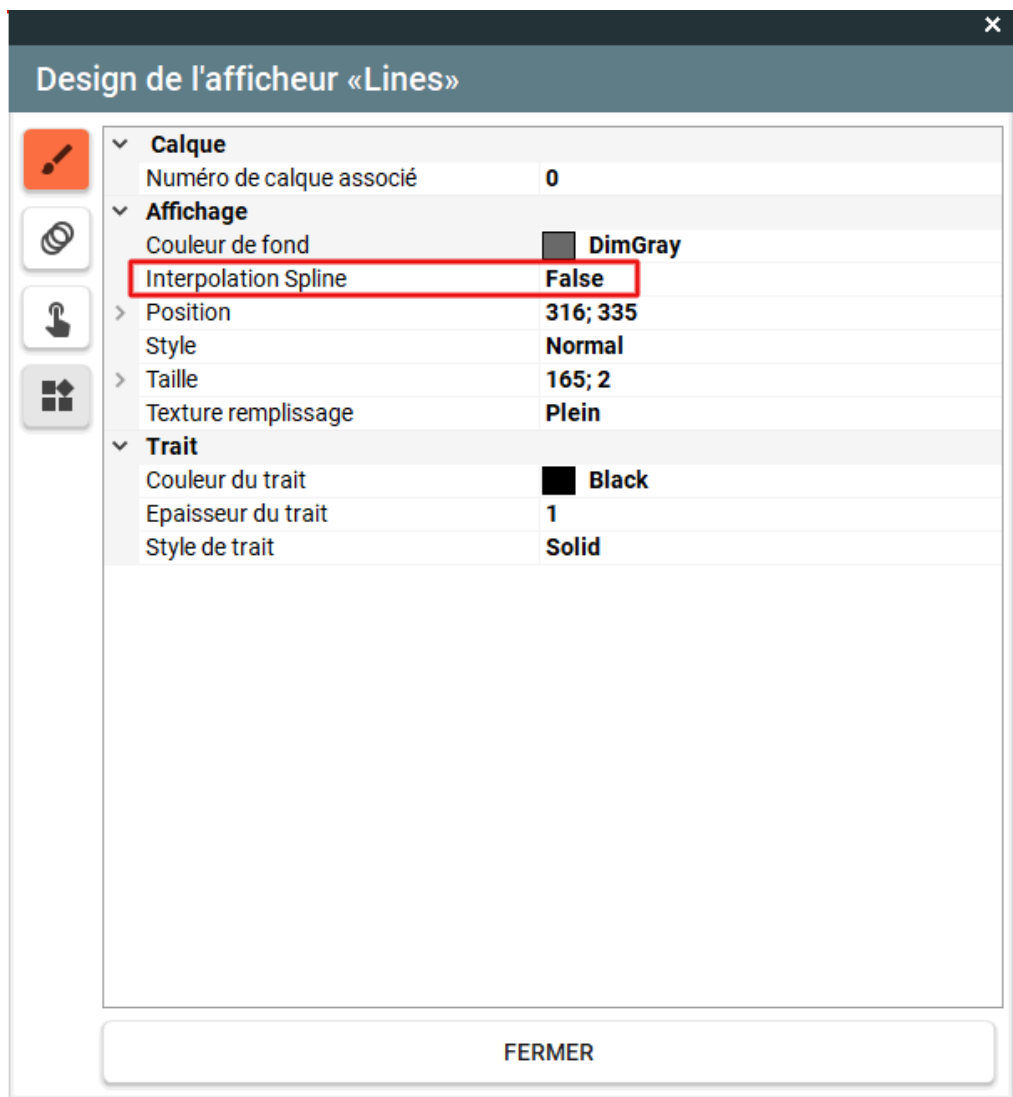 Design de l'afficheur «Lines»
Calque
Numéro de calque associé 0
Affichage
Couleur de fond DimGray
Interpolation Spline False
Position 316; 335
Style Normal
Taille 165; 2
Texture remplissage Plein
Trait
Couleur du trait Black
Epaisseur du trait 1
Style de trait Solid
FERMER